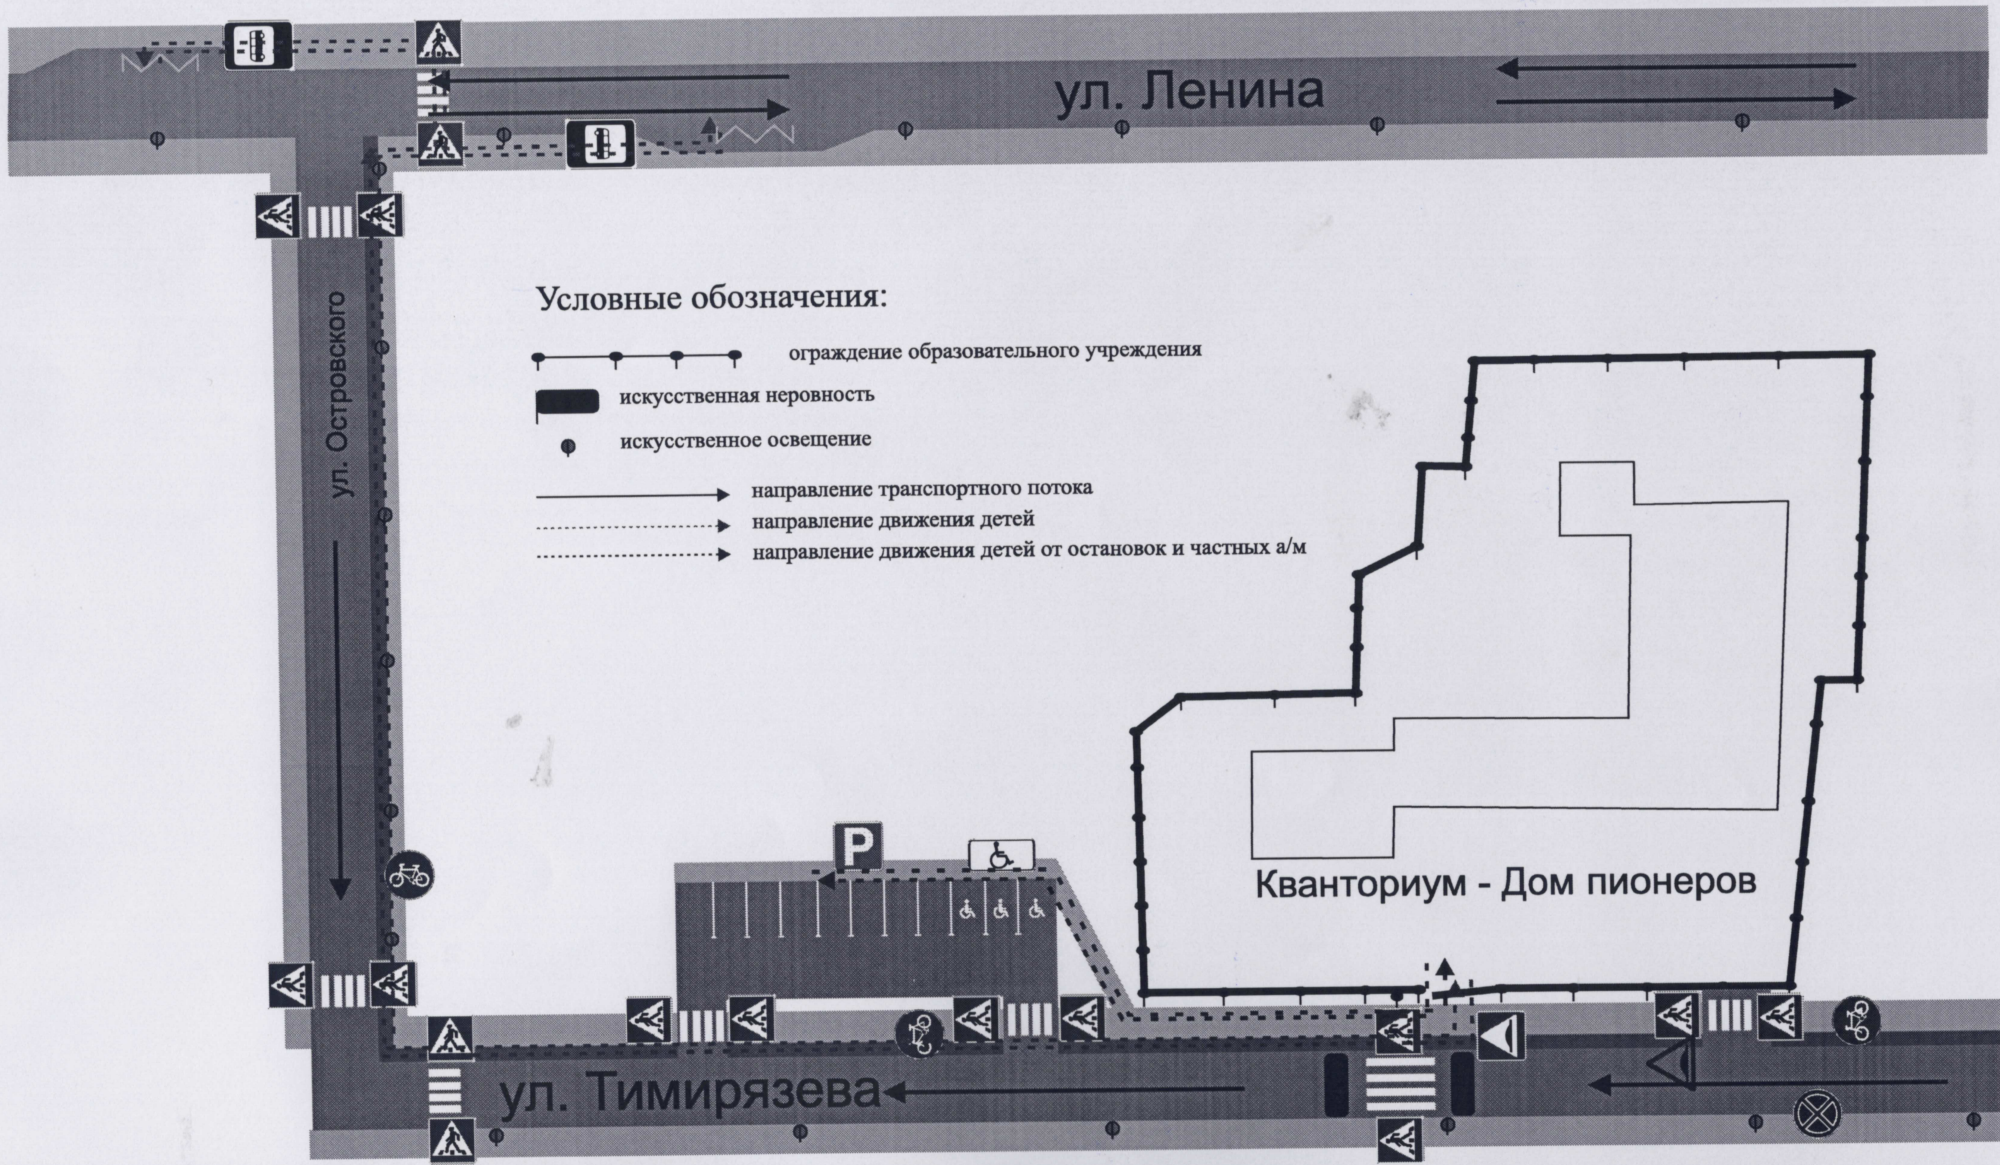 ул. Ленина
ул. Островского
Условные обозначения:
ограждение образовательного учреждения
искусственная неровность
искусственное освещение
направление транспортного потока
направление движения детей
направление движения детей от остановок и частных а/м
P
Кванториум - Дом пионеров
ул. Тимирязева